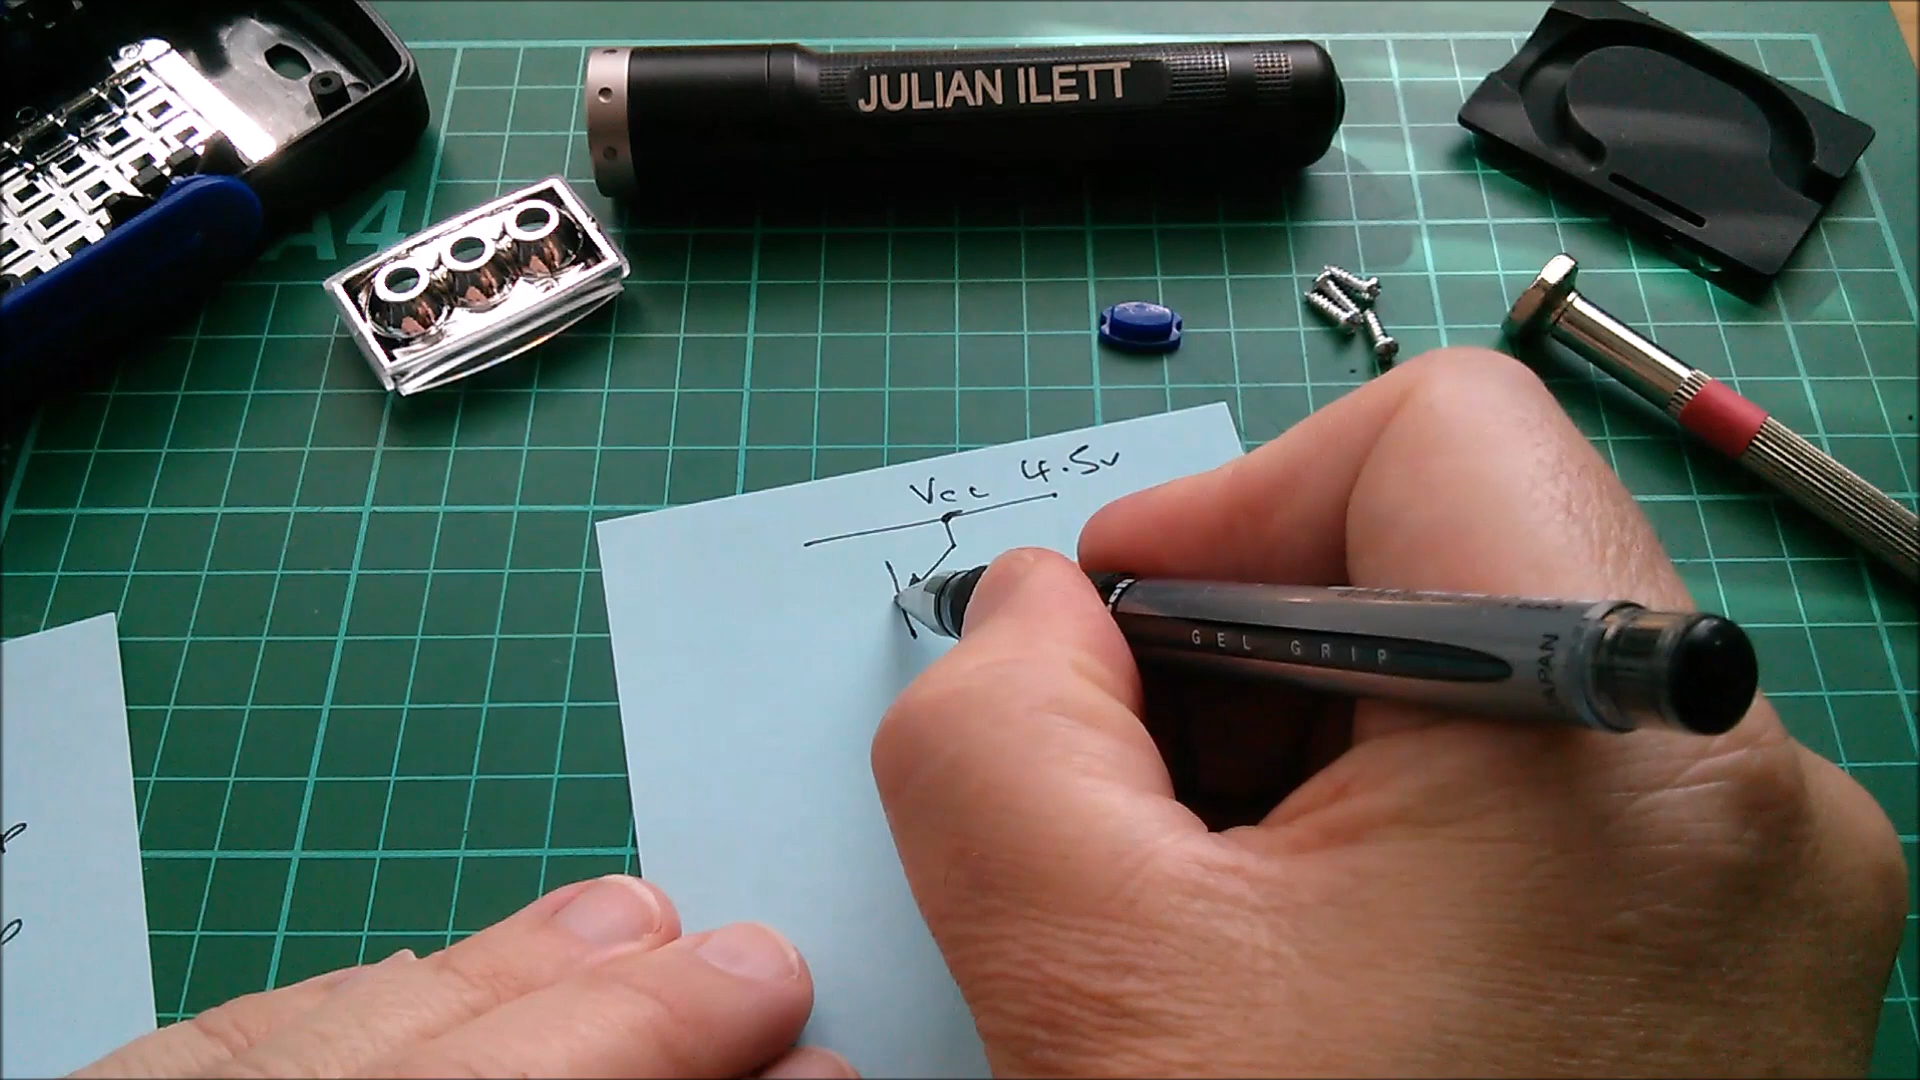 JULIAN ILETT
A4
Vcc 4.5v
GEL GRIP
JAPAN